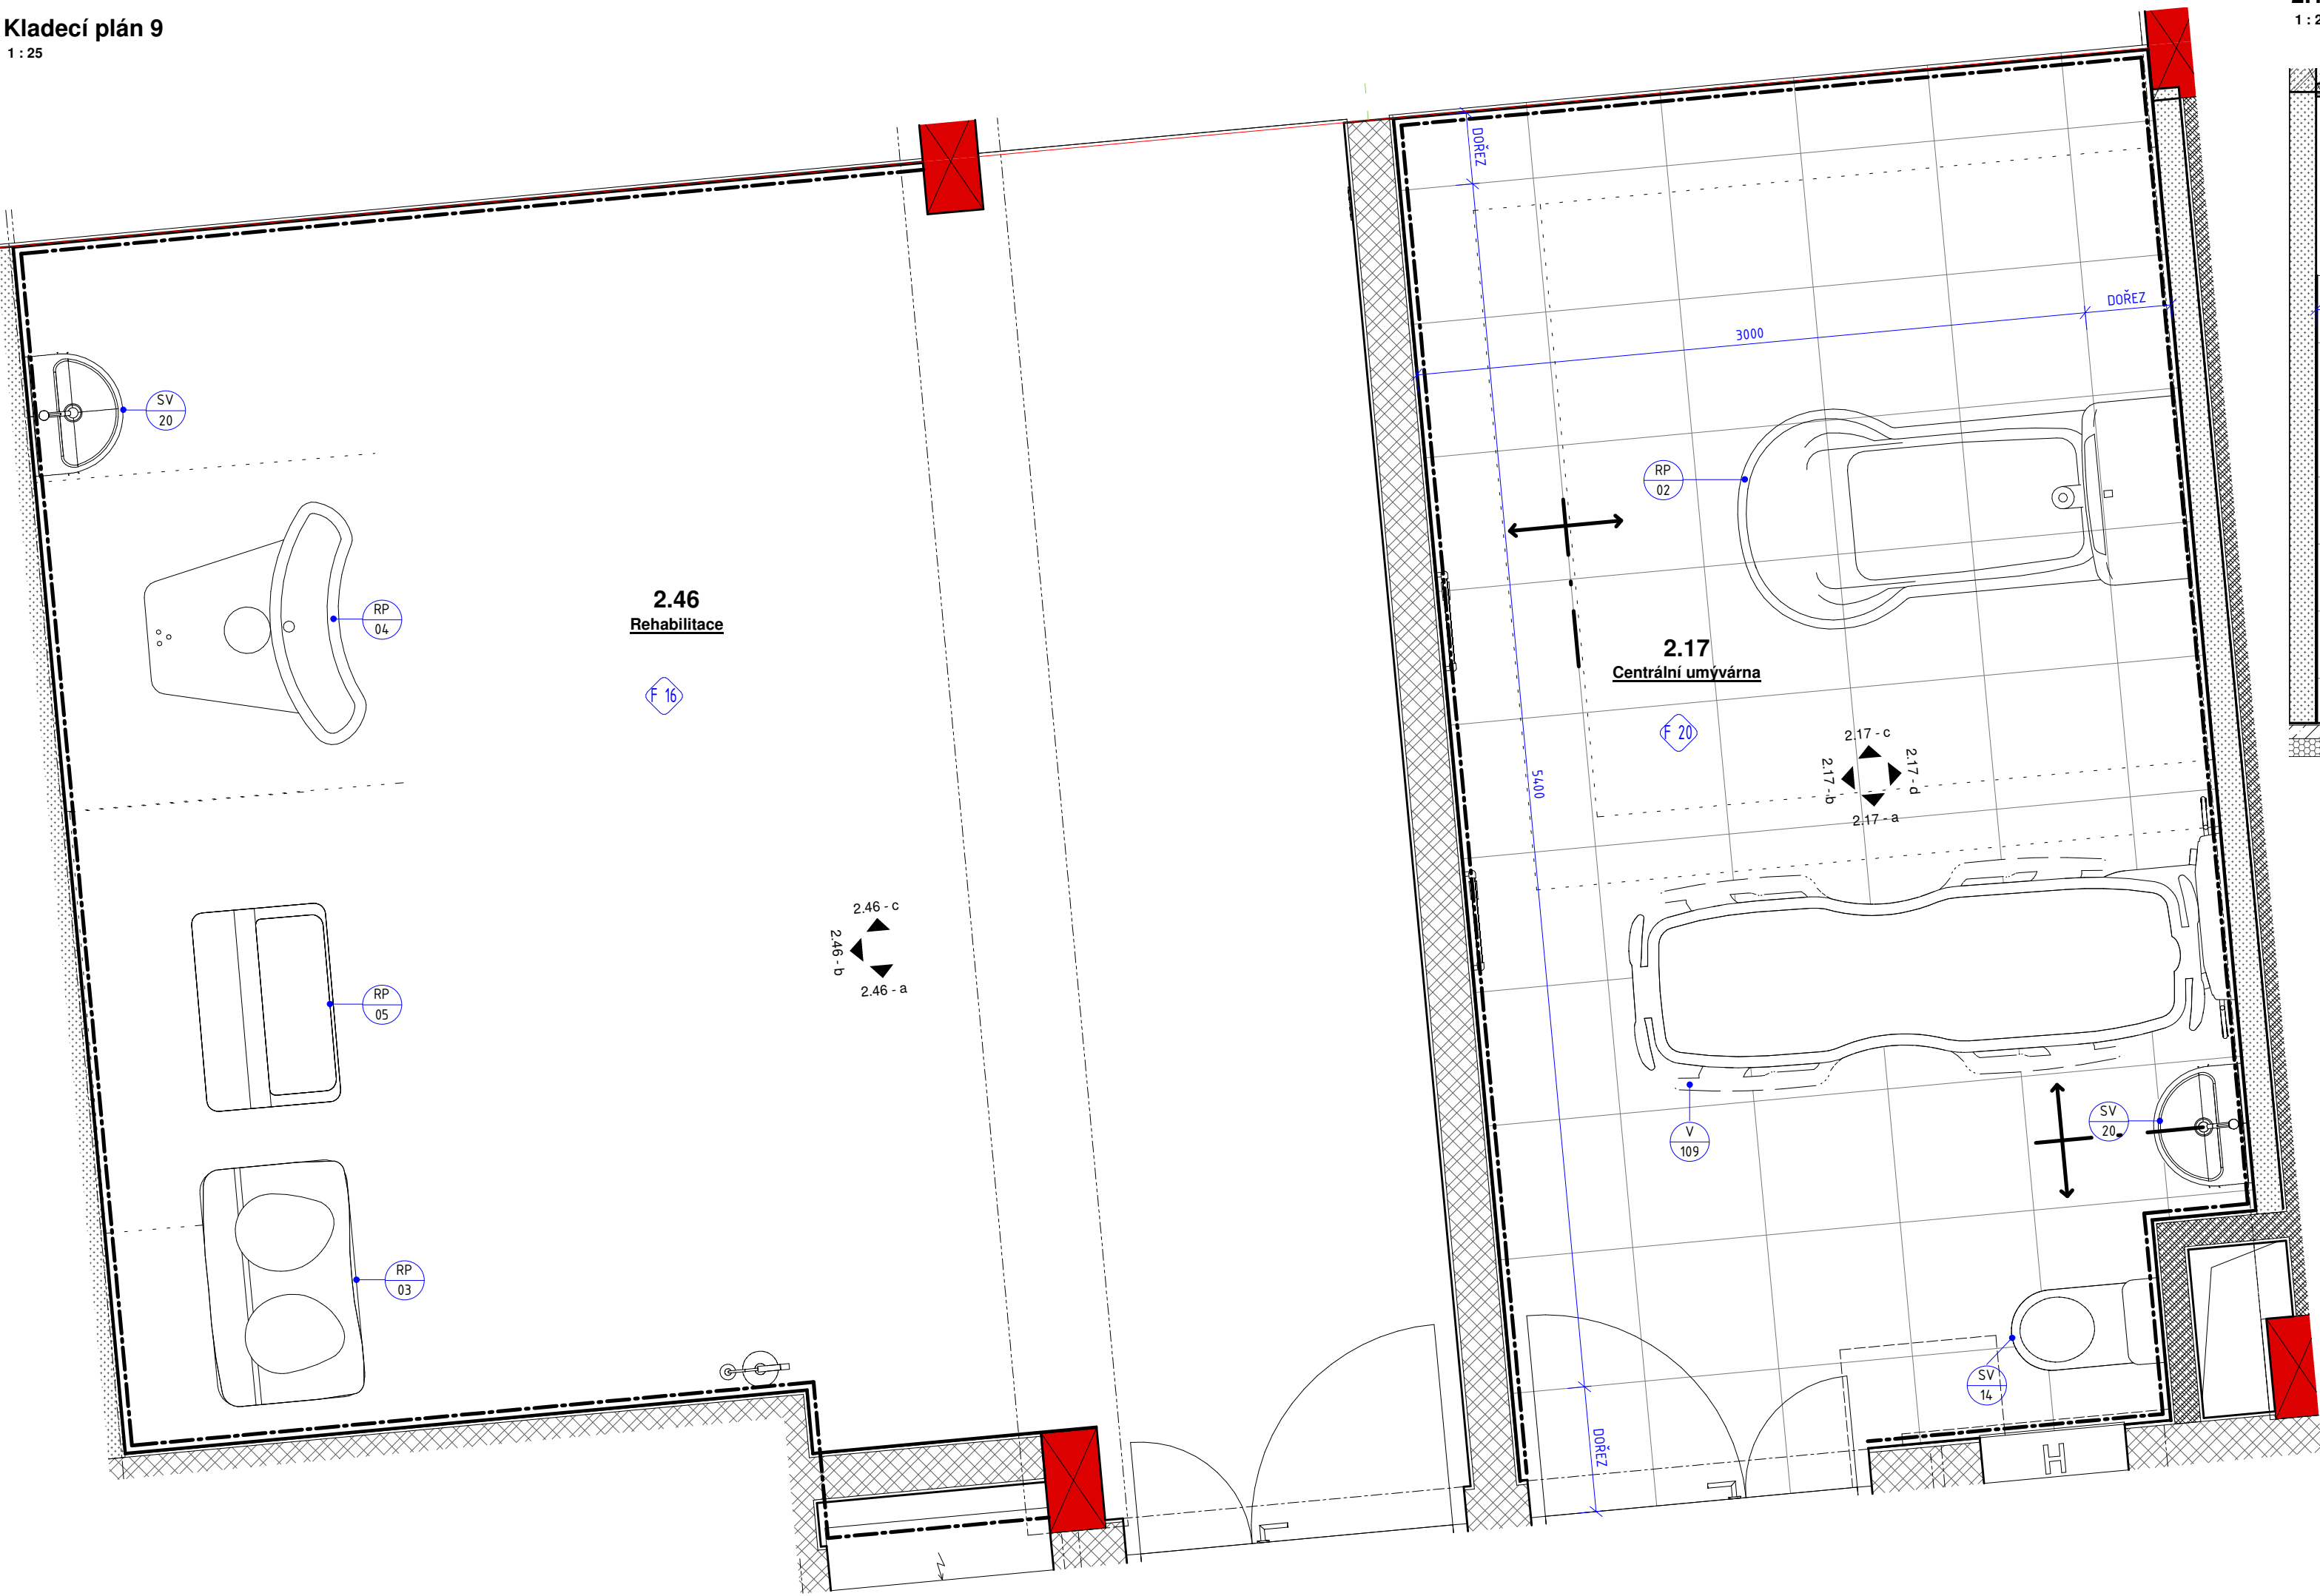 Kladecí plán 9
1 : 25
1 : 2
DOŘEZ
DOŘEZ
3000
SV
20
RP
02
2.46
Rehabilitace
RP
04
F 16
2.17
Centrální umývárna
F 20
2.17 - c
2.17 - b
2.17 - d
2.17 - a
5400
2.46 - c
2.46 - b
2.46 - a
RP
05
V
109
SV
20
RP
03
SV
14
DOŘEZ
H